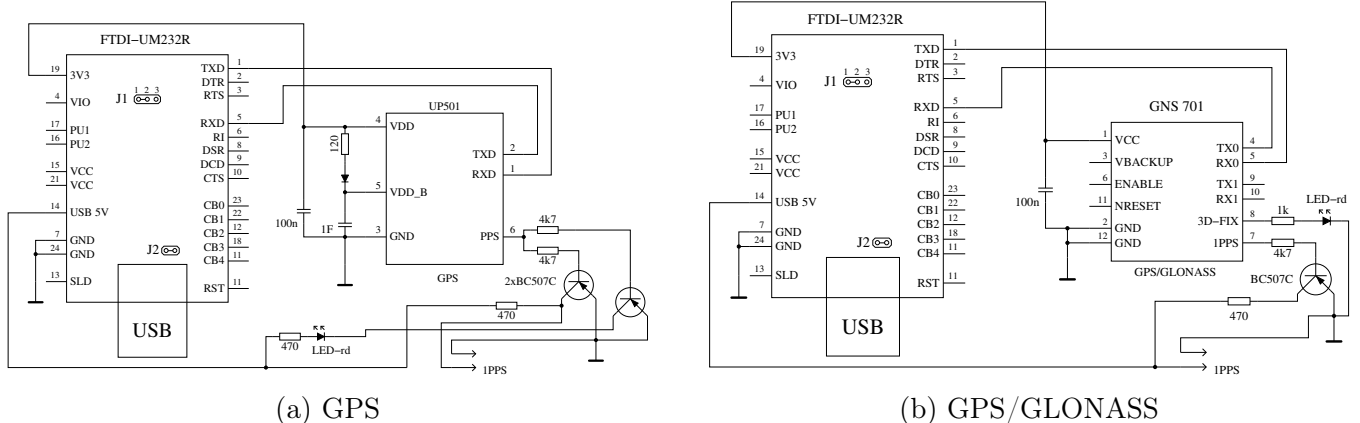 FTDI−UM232R
19
3V3
4
VIO
17
PU1
16
PU2
15
VCC
21
VCC
14
USB 5V
7
GND
24
GND
13
SLD
J1
1 2 3
J2
USB
TXD
1
DTR
2
RTS
3
RXD
5
RI
6
DSR
8
DCD
9
CTS
10
CB0
23
CB1
22
CB2
12
CB3
18
CB4
11
RST
11
UP501
4
VDD
5
VDD_B
3
GND
TXD
2
RXD
1
PPS
6
GPS
120
1F
100n
4k7
4k7
2xBC507C
470
470
LED−rd
1PPS
(a) GPS
FTDI−UM232R
19
3V3
4
VIO
17
PU1
16
PU2
15
VCC
21
VCC
14
USB 5V
7
GND
24
GND
13
SLD
J1
1 2 3
J2
USB
TXD
1
DTR
2
RTS
3
RXD
5
RI
6
DSR
8
DCD
9
CTS
10
CB0
23
CB1
22
CB2
12
CB3
18
CB4
11
RST
11
GNS 701
1
VCC
3
VBACKUP
6
ENABLE
11
NRESET
2
GND
12
GND
TX0
4
RX0
5
TX1
9
RX1
10
3D−FIX
8
1PPS
7
GPS/GLONASS
100n
1k
LED−rd
4k7
BC507C
470
1PPS
(b) GPS/GLONASS